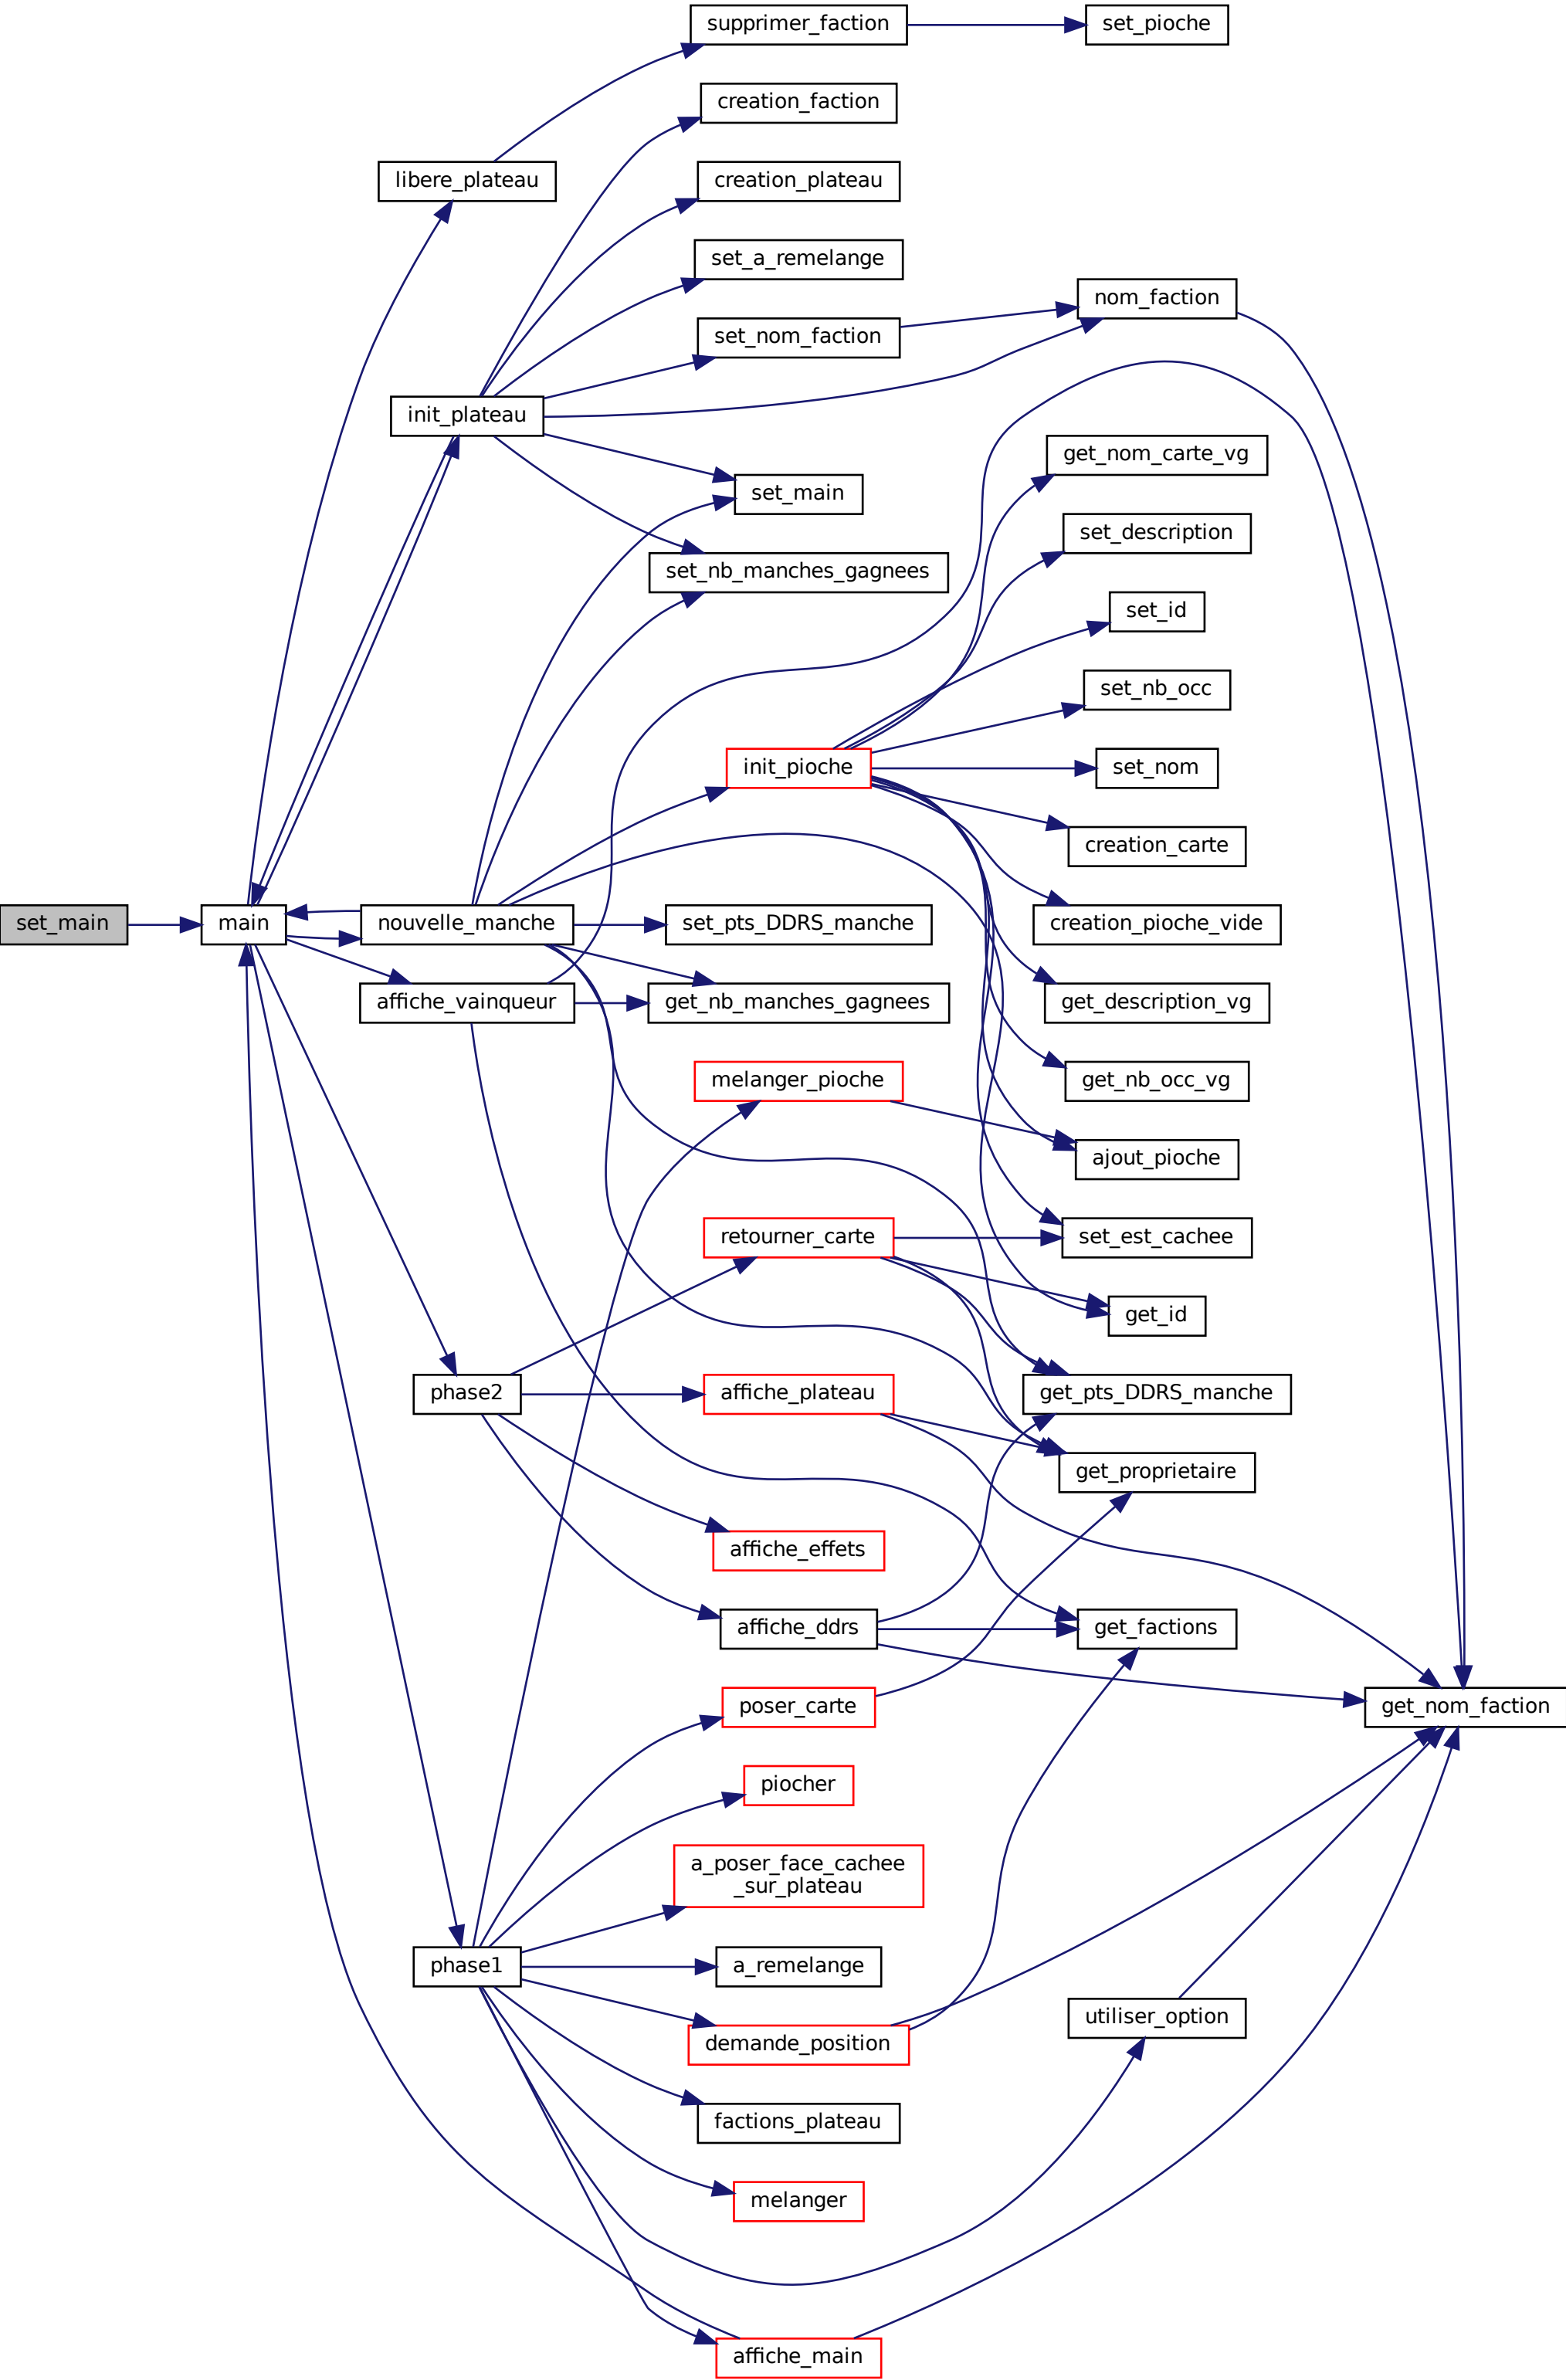 supprimer_faction
set_pioche
creation_faction
libere_plateau
creation_plateau
set_a_remelange
nom_faction
set_nom_faction
init_plateau
get_nom_carte_vg
set_main
set_description
set_nb_manches_gagnees
set_id
set_nb_occ
init_pioche
set_nom
creation_carte
set_main
main
nouvelle_manche
set_pts_DDRS_manche
creation_pioche_vide
affiche_vainqueur
get_nb_manches_gagnees
get_description_vg
melanger_pioche
get_nb_occ_vg
ajout_pioche
retourner_carte
set_est_cachee
get_id
phase2
affiche_plateau
get_pts_DDRS_manche
get_proprietaire
affiche_effets
affiche_ddrs
get_factions
poser_carte
get_nom_faction
piocher
a_poser_face_cachee
_sur_plateau
phase1
a_remelange
utiliser_option
demande_position
factions_plateau
melanger
affiche_main